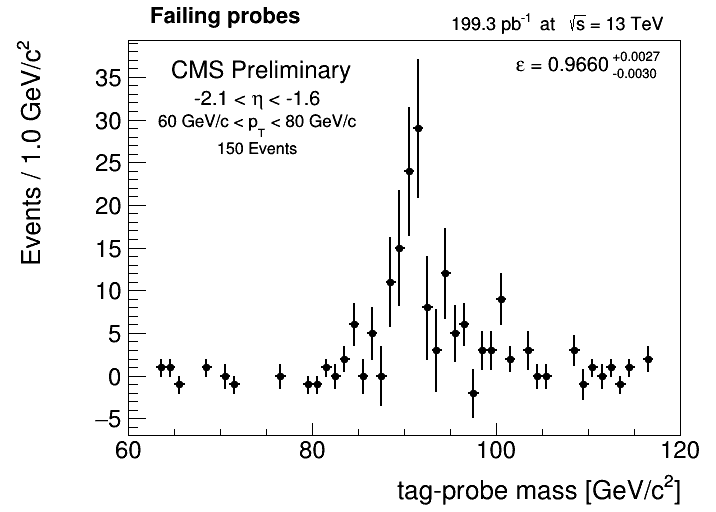 Failing probes
199.3 pb⁻¹ at √s = 13 TeV
CMS Preliminary
-2.1 < η < -1.6
60 GeV/c < p_T < 80 GeV/c
150 Events
ε = 0.9660 +0.0027 -0.0030
Events / 1.0 GeV/c²
35
30
25
20
15
10
5
0
−5
60 80 100 120
tag-probe mass [GeV/c²]